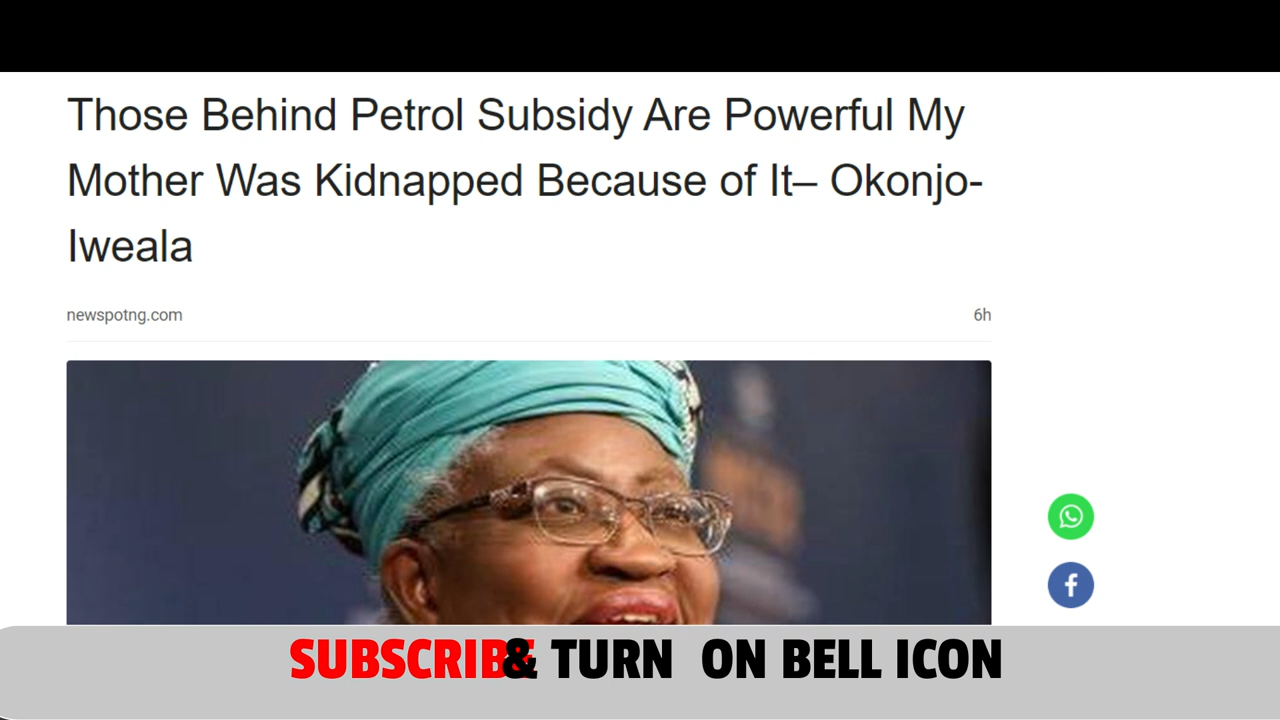 Those Behind Petrol Subsidy Are Powerful My
Mother Was Kidnapped Because of It– Okonjo-
Iweala
newspotng.com 6h
SUBSCRIB& TURN ON BELL ICON